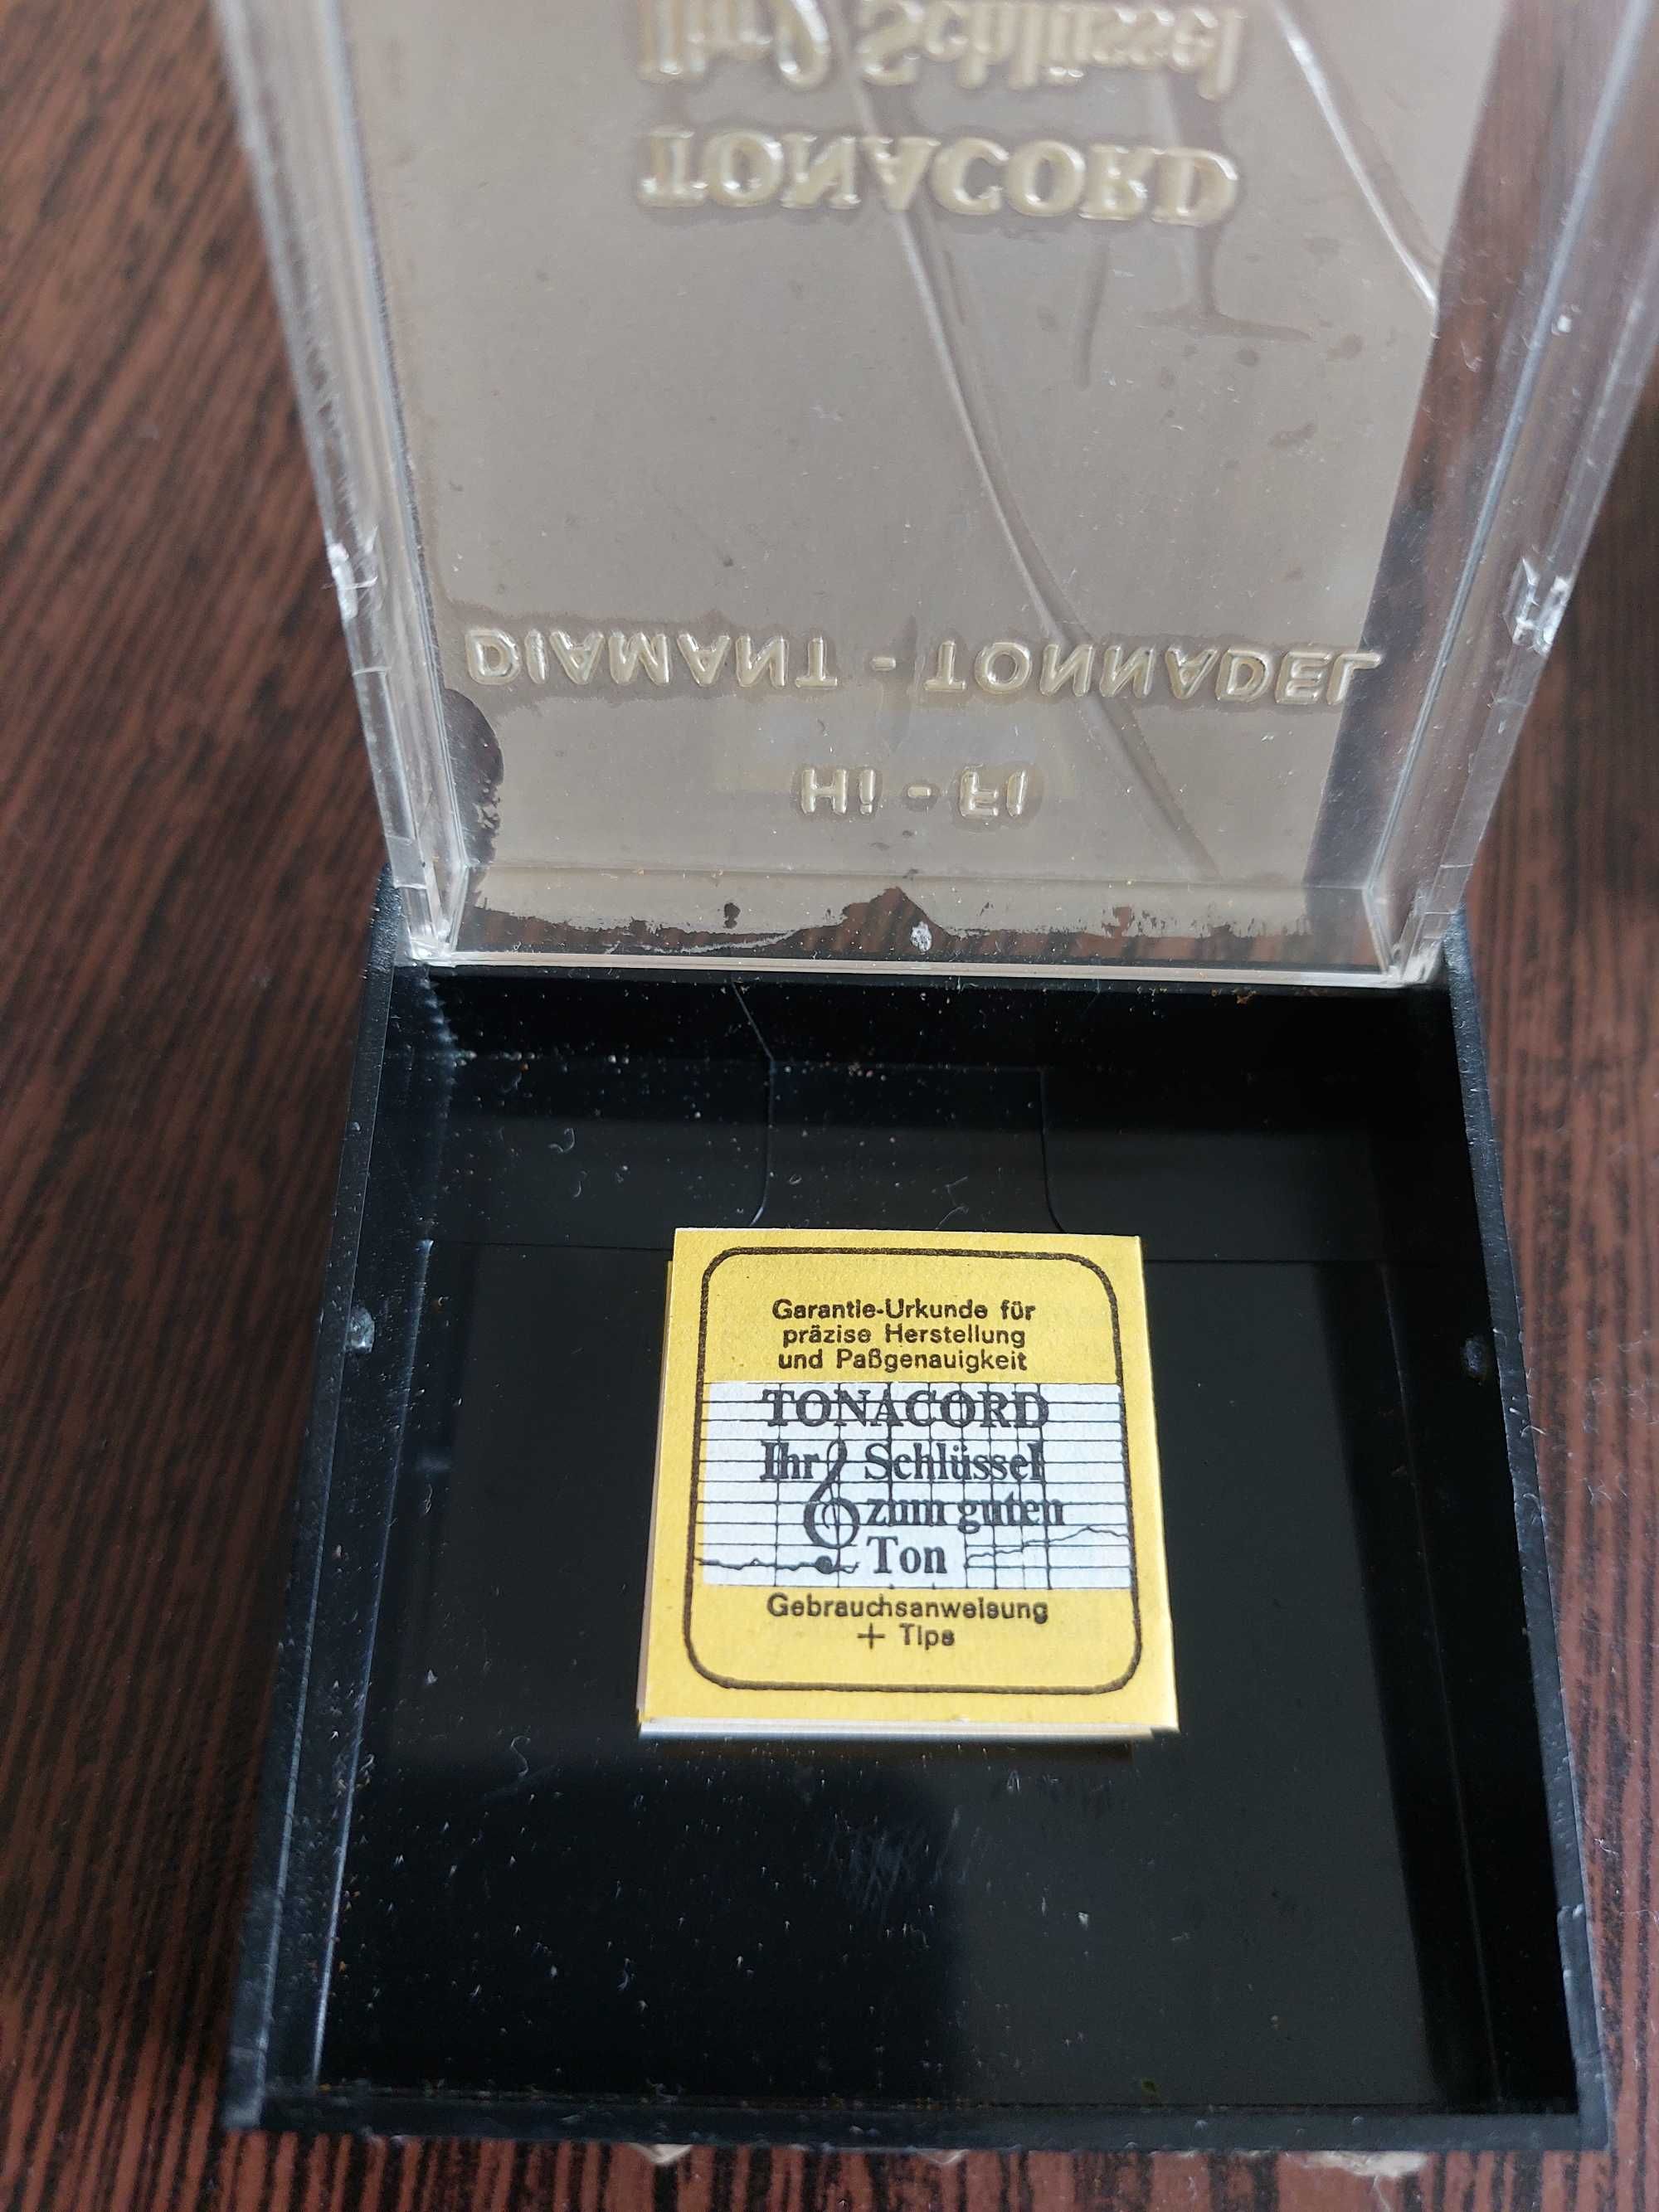 Ihr Schlüssel
TONACORD
DIAMANT - TONNADEL
Hi - Fi
Garantie-Urkunde für
präzise Herstellung
und Paßgenauigkeit
TONACORD
Ihr Schlüssel
zum guten
Ton
Gebrauchsanweisung
+ Tips